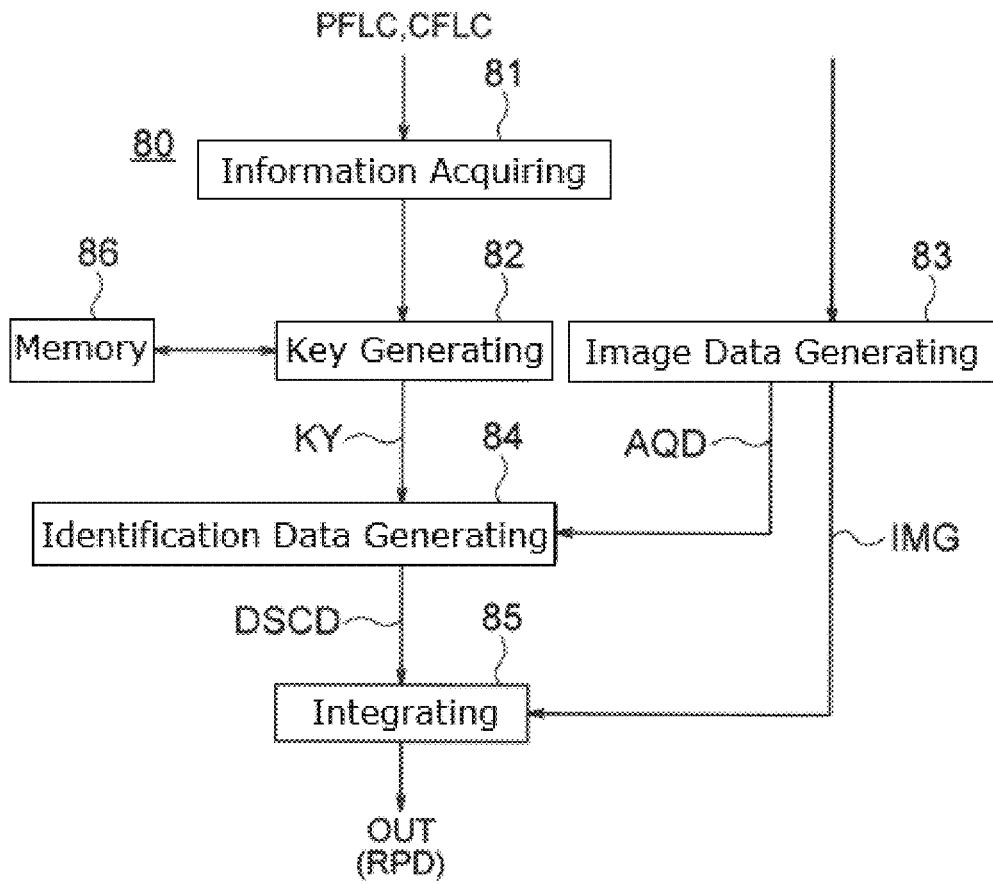 PFLC,CFLC
81
80
Information Acquiring
86
82
83
Memory
Key Generating
Image Data Generating
KY
84
AQD
Identification Data Generating
IMG
DSCD
85
Integrating
OUT
(RPD)